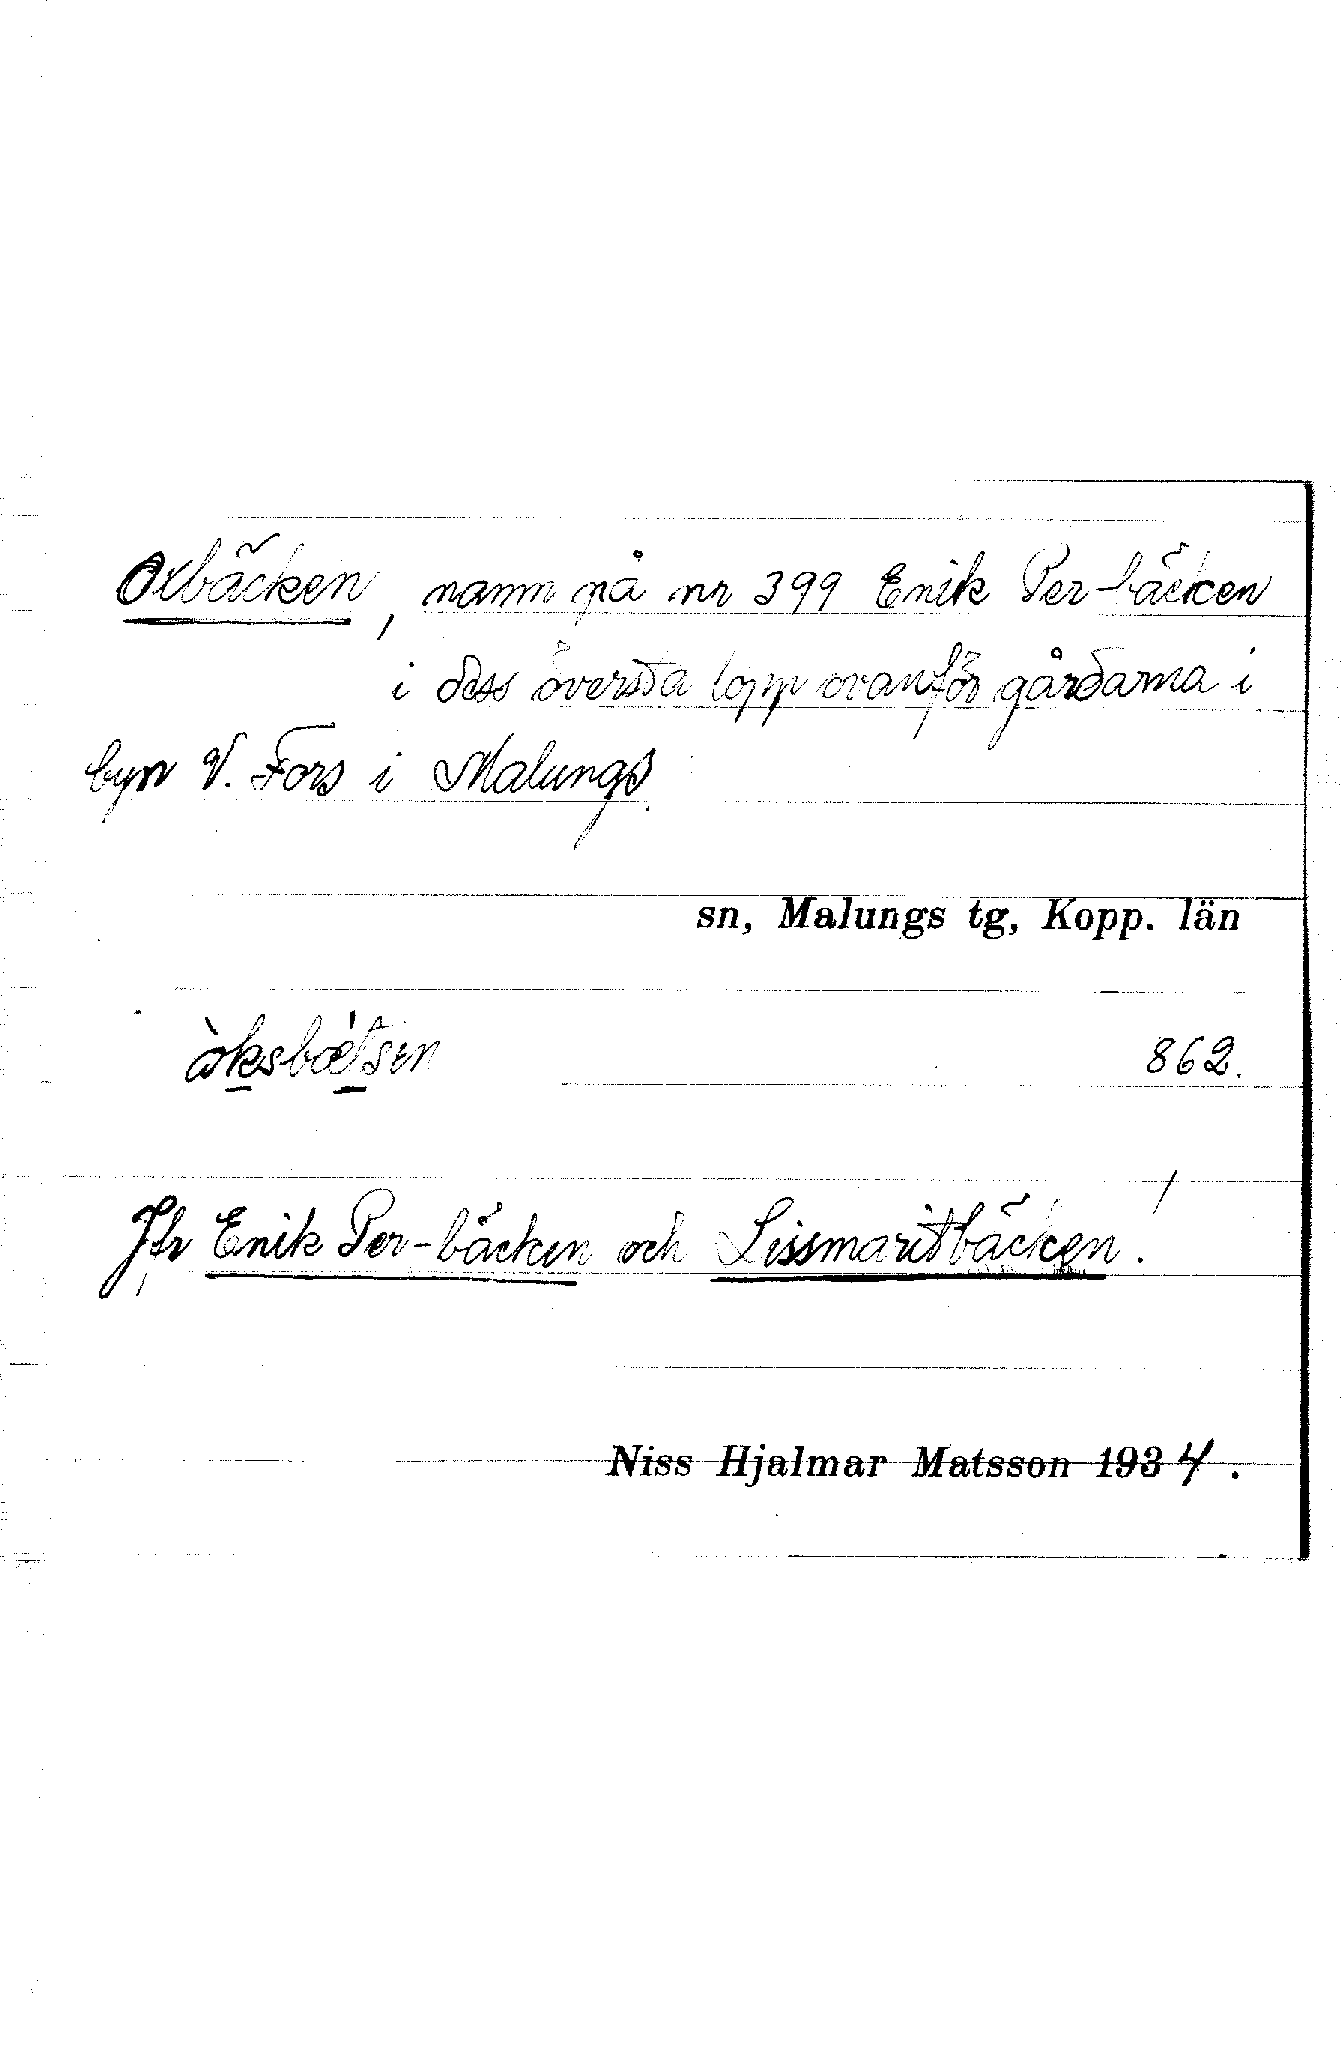 Oxbäcken, namn på nr 399 Erik Per-bäcken
i dess översta lopp ovanför gårdarna i
byn V. Fors i Malungs
sn, Malungs tg, Kopp. län
862.
Jfr Erik Per-bäcken och Lissmaritbäcken!
Niss Hjalmar Matsson 1934.